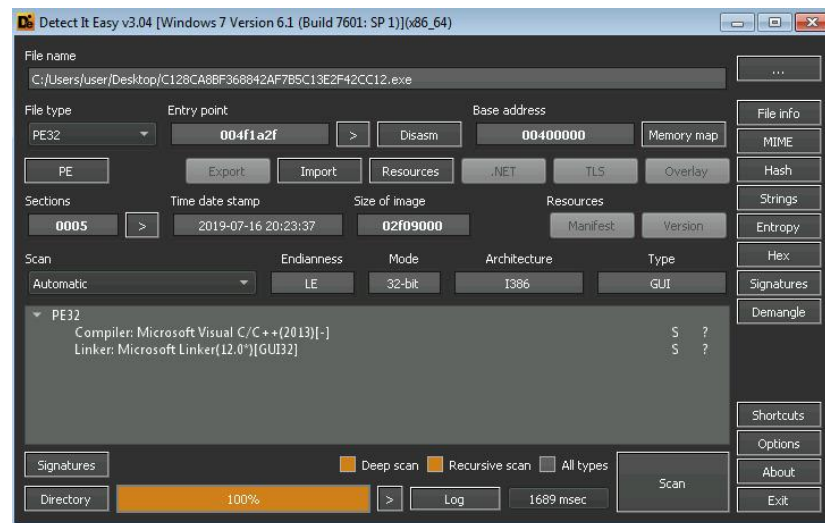 Detect It Easy v3.04 [Windows 7 Version 6.1 (Build 7601: SP 1)](x86_64)
File name
C:/Users/user/Desktop/C128CA8BF368842AF7B5C13E2F42CC12.exe
...
File type Entry point Base address
PE32 004f1a2f > Disasm 00400000 Memory map
File info
MIME
PE Export Import Resources .NET TLS Overlay
Hash
Sections Time date stamp Size of image Resources
Strings
0005 > 2019-07-16 20:23:37 02f09000 Manifest Version
Entropy
Scan Endianness Mode Architecture Type
Hex
Automatic LE 32-bit I386 GUI
Signatures
PE32
Demangle
Compiler: Microsoft Visual C/C++(2013)[-] S ?
Linker: Microsoft Linker(12.0*)[GUI32] S ?
Shortcuts
Options
Signatures Deep scan Recursive scan All types Scan
About
Directory 100% > Log 1689 msec
Exit